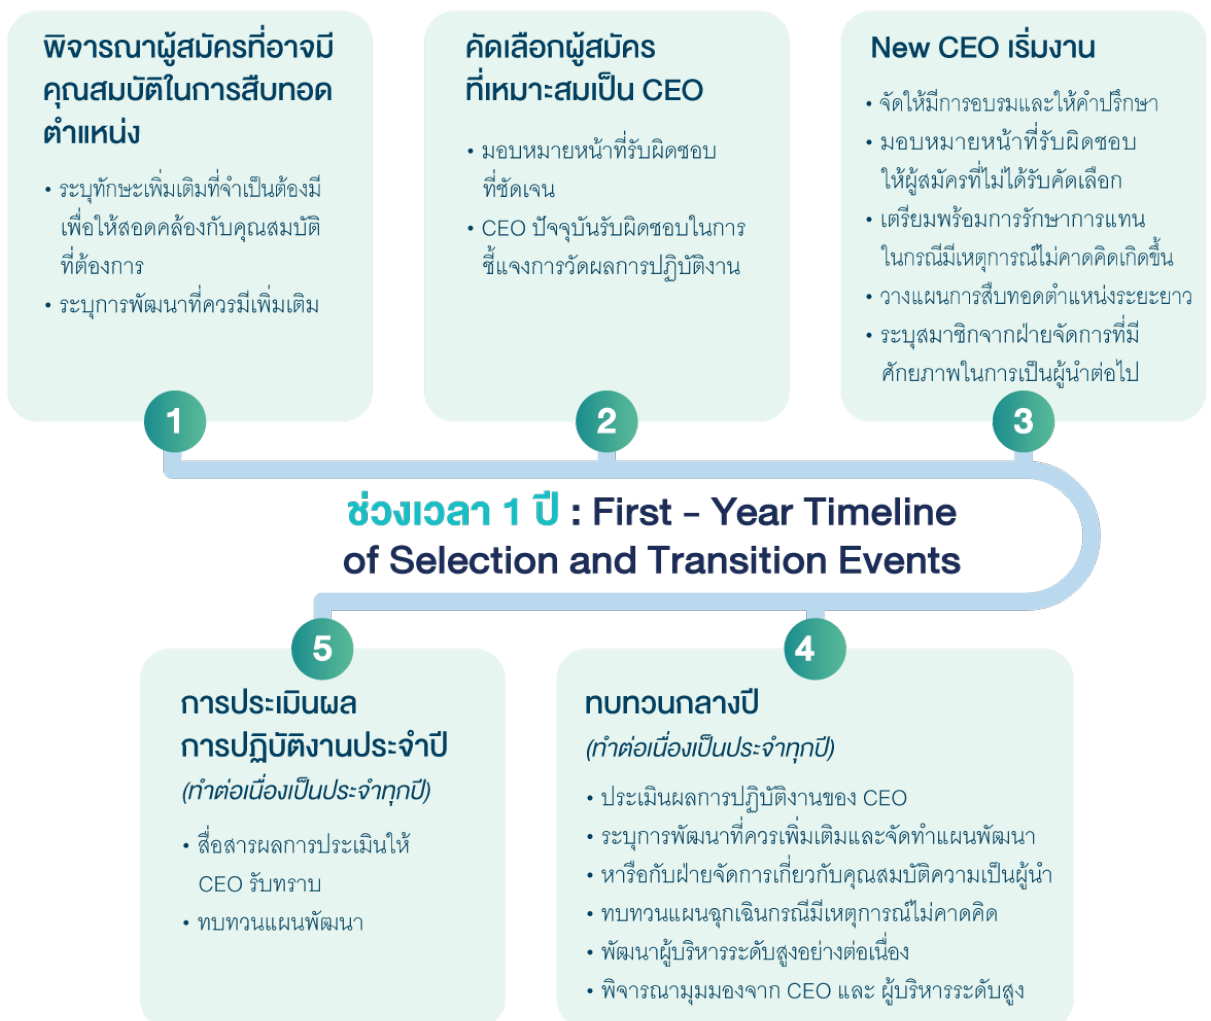 พิจารณาผู้สมัครที่อาจมี
คุณสมบัติในการสืบทอด
ตำแหน่ง
• ระบุทักษะเพิ่มเติมที่จำเป็นต้องมี
เพื่อให้สอดคล้องกับคุณสมบัติ
ที่ต้องการ
• ระบุการพัฒนาที่ควรมีเพิ่มเติม
1
คัดเลือกผู้สมัคร
ที่เหมาะสมเป็น CEO
• มอบหมายหน้าที่รับผิดชอบ
ที่ชัดเจน
• CEO ปัจจุบันรับผิดชอบในการ
ชี้แจงการวัดผลการปฏิบัติงาน
2
New CEO เริ่มงาน
• จัดให้มีการอบรมและให้คำปรึกษา
• มอบหมายหน้าที่รับผิดชอบ
ให้ผู้สมัครที่ไม่ได้รับคัดเลือก
• เตรียมพร้อมการรักษาการแทน
ในกรณีมีเหตุการณ์ไม่คาดคิดเกิดขึ้น
• วางแผนการสืบทอดตำแหน่งระยะยาว
• ระบุสมาชิกจากฝ่ายจัดการที่มี
ศักยภาพในการเป็นผู้นำต่อไป
3
ช่วงเวลา 1 ปี : First – Year Timeline
of Selection and Transition Events
5
การประเมินผล
การปฏิบัติงานประจำปี
(ทำต่อเนื่องเป็นประจำทุกปี)
• สื่อสารผลการประเมินให้
CEO รับทราบ
• ทบทวนแผนพัฒนา
4
ทบทวนกลางปี
(ทำต่อเนื่องเป็นประจำทุกปี)
• ประเมินผลการปฏิบัติงานของ CEO
• ระบุการพัฒนาที่ควรเพิ่มเติมและจัดทำแผนพัฒนา
• หารือกับฝ่ายจัดการเกี่ยวกับคุณสมบัติความเป็นผู้นำ
• ทบทวนแผนฉุกเฉินกรณีมีเหตุการณ์ไม่คาดคิด
• พัฒนาผู้บริหารระดับสูงอย่างต่อเนื่อง
• พิจารณามุมมองจาก CEO และ ผู้บริหารระดับสูง